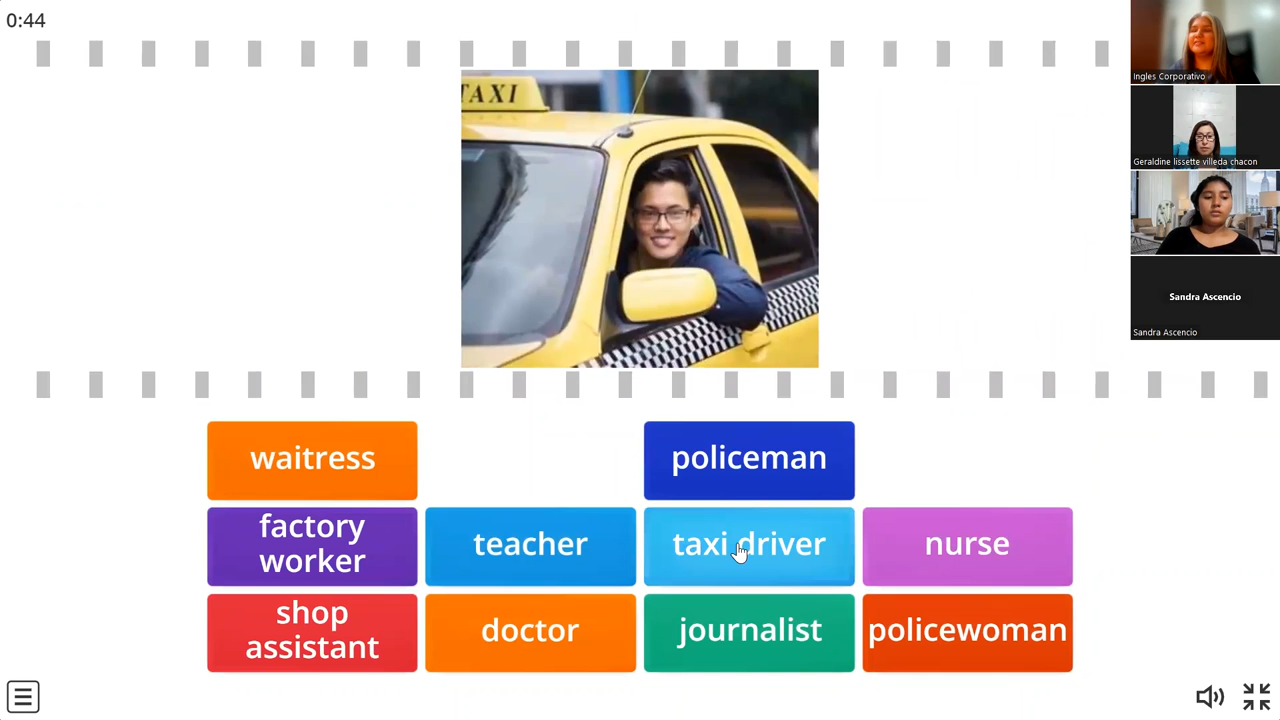 0:44
TAXI
Ingles Corporativo
Geraldine lissette villeda chacon
Sandra Ascencio
Sandra Ascencio
waitress
policeman
factory
worker
teacher
taxi driver
nurse
shop
assistant
doctor
journalist
policewoman